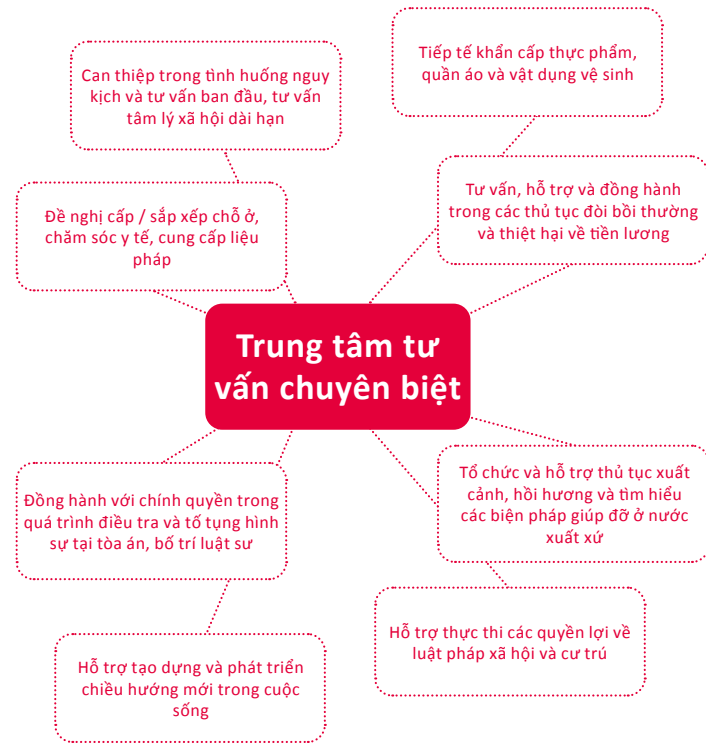 Can thiệp trong tình huống nguy
kịch và tư vấn ban đầu, tư vấn
tâm lý xã hội dài hạn
Tiếp tế khẩn cấp thực phẩm,
quần áo và vật dụng vệ sinh
Đề nghị cấp / sắp xếp chỗ ở,
chăm sóc y tế, cung cấp liệu
pháp
Tư vấn, hỗ trợ và đồng hành
trong các thủ tục đòi bồi thường
và thiệt hại về tiền lương
Trung tâm tư
vấn chuyên biệt
Đồng hành với chính quyền trong
quá trình điều tra và tố tụng hình
sự tại tòa án, bố trí luật sư
Tổ chức và hỗ trợ thủ tục xuất
cảnh, hồi hương và tìm hiểu
các biện pháp giúp đỡ ở nước
xuất xứ
Hỗ trợ tạo dựng và phát triển
chiều hướng mới trong cuộc
sống
Hỗ trợ thực thi các quyền lợi về
luật pháp xã hội và cư trú